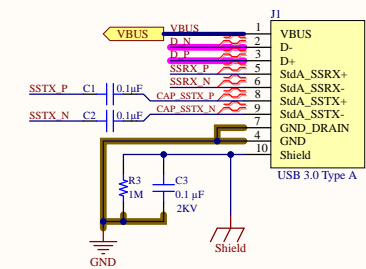 J1
VBUS
VBUS 1 VBUS
D_N 2 D-
D_P 3 D+
SSRX_P 5 StdA_SSRX+
SSRX_N 6 StdA_SSRX-
SSTX_P C1 0.1µF CAP_SSTX_P 8 StdA_SSTX+
SSTX_N C2 0.1µF CAP_SSTX_N 9 StdA_SSTX-
7 GND_DRAIN
4 GND
10 Shield
USB 3.0 Type A
R3
1M
C3
0.1 µF
2KV
Shield
GND